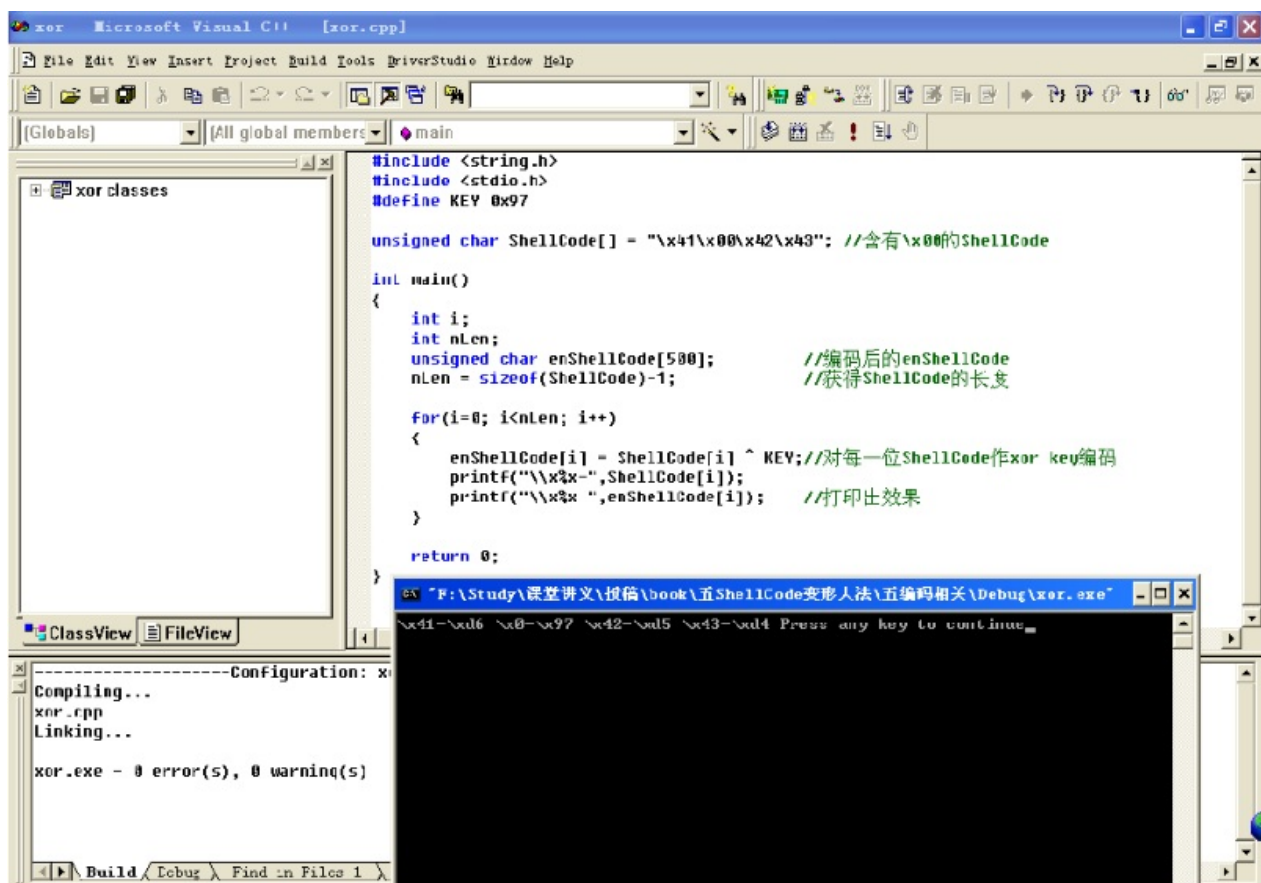 xor Microsoft Visual C++ [xor.cpp]
File Edit View Insert Project Build Tools DriverStudio Window Help
(Globals) (All global members main
xor classes
#include <string.h>
#include <stdio.h>
#define KEY 0x97
unsigned char ShellCode[] = "\x41\x00\x42\x43"; //含有\x00的ShellCode
int main()
{
int i;
int nLen;
unsigned char enShellCode[500]; //编码后的enShellCode
nLen = sizeof(ShellCode)-1; //获得ShellCode的长度
for(i=0; i<nLen; i++)
{
enShellCode[i] = ShellCode[i] ^ KEY;//对每一位ShellCode作xor key编码
printf("\\x%x-",ShellCode[i]);
printf("\\x%x ",enShellCode[i]); //打印出效果
}
return 0;
}
"F:\Study\课堂讲义\投稿\book\五ShellCode变形人法\五编码相关\Debug\xor.exe"
\x41-\xd6 \x0-\x97 \x42-\xd5 \x43-\xd4 Press any key to continue_
ClassView FileView
--------------------Configuration: x
Compiling...
xor.cpp
Linking...
xor.exe - 0 error(s), 0 warning(s)
Build Debug Find in Files 1